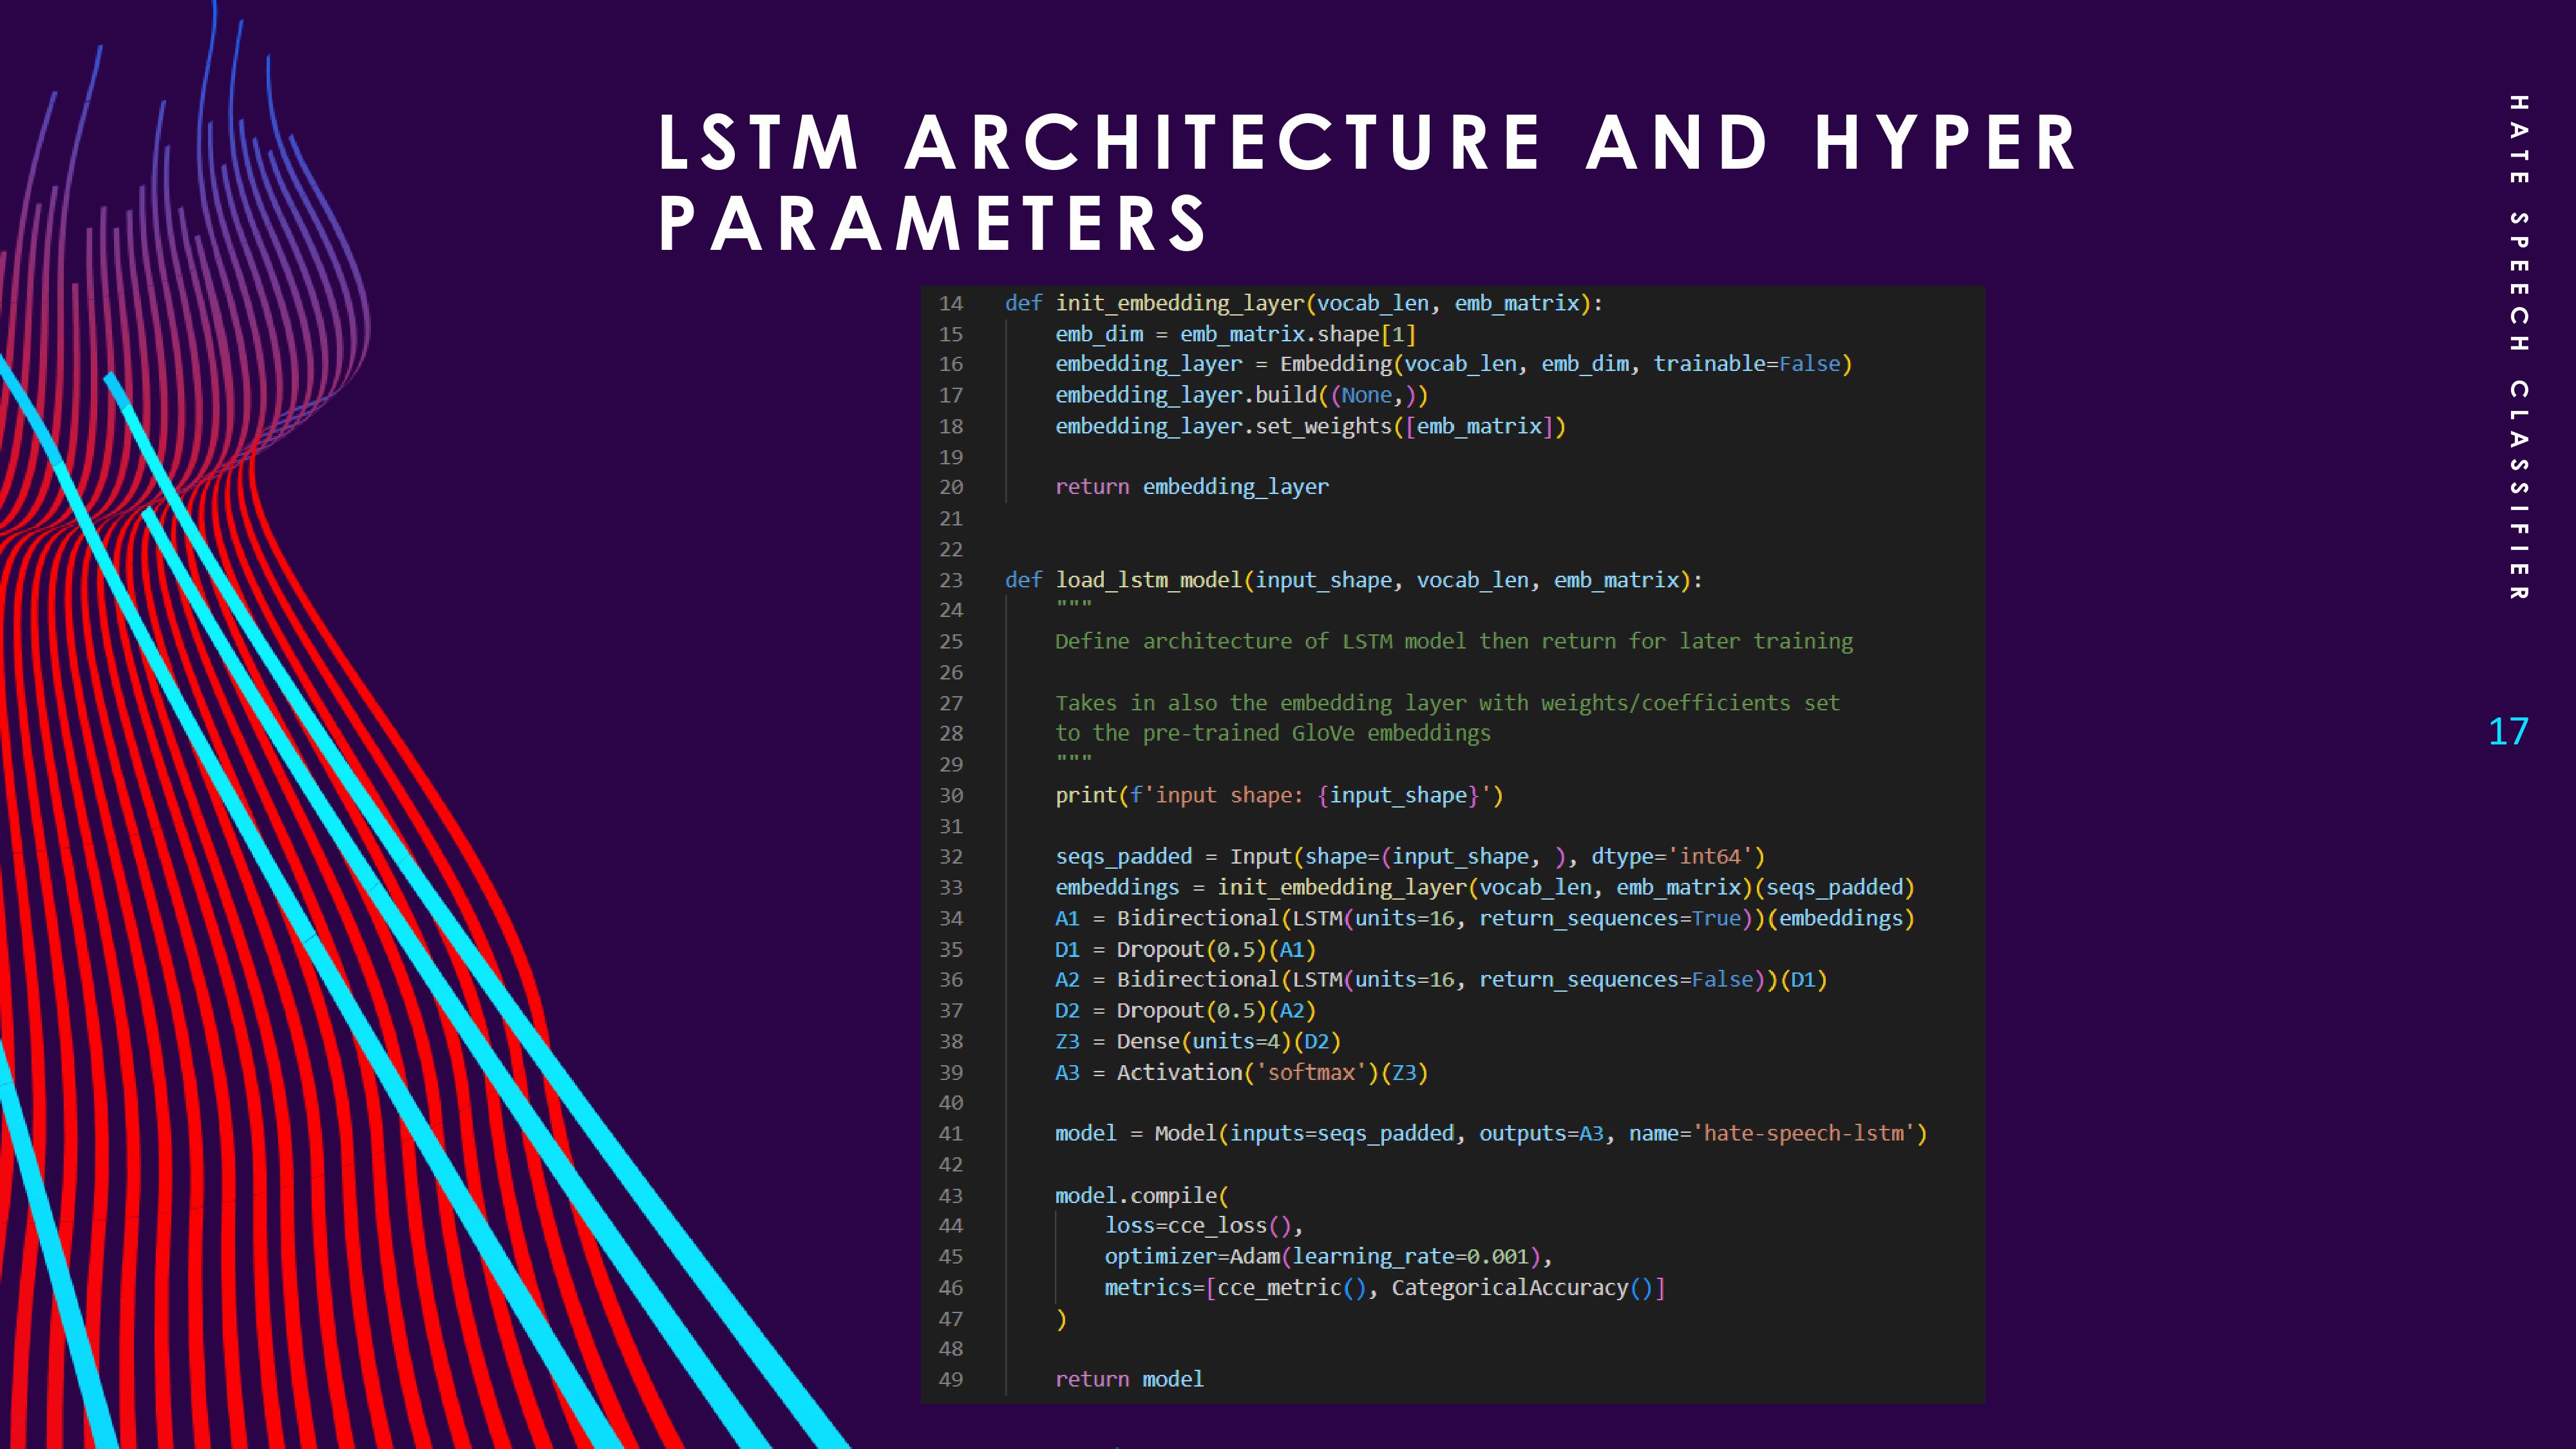 LSTM ARCHITECTURE AND HYPER
PARAMETERS
14 def init_embedding_layer(vocab_len, emb_matrix):
15     emb_dim = emb_matrix.shape[1]
16     embedding_layer = Embedding(vocab_len, emb_dim, trainable=False)
17     embedding_layer.build((None,))
18     embedding_layer.set_weights([emb_matrix])
19
20     return embedding_layer
21
22
23 def load_lstm_model(input_shape, vocab_len, emb_matrix):
24     """
25     Define architecture of LSTM model then return for later training
26
27     Takes in also the embedding layer with weights/coefficients set
28     to the pre-trained GloVe embeddings
29     """
30     print(f'input shape: {input_shape}')
31
32     seqs_padded = Input(shape=(input_shape, ), dtype='int64')
33     embeddings = init_embedding_layer(vocab_len, emb_matrix)(seqs_padded)
34     A1 = Bidirectional(LSTM(units=16, return_sequences=True))(embeddings)
35     D1 = Dropout(0.5)(A1)
36     A2 = Bidirectional(LSTM(units=16, return_sequences=False))(D1)
37     D2 = Dropout(0.5)(A2)
38     Z3 = Dense(units=4)(D2)
39     A3 = Activation('softmax')(Z3)
40
41     model = Model(inputs=seqs_padded, outputs=A3, name='hate-speech-lstm')
42
43     model.compile(
44         loss=cce_loss(),
45         optimizer=Adam(learning_rate=0.001),
46         metrics=[cce_metric(), CategoricalAccuracy()]
47     )
48
49     return model
HATE SPEECH CLASSIFIER
17